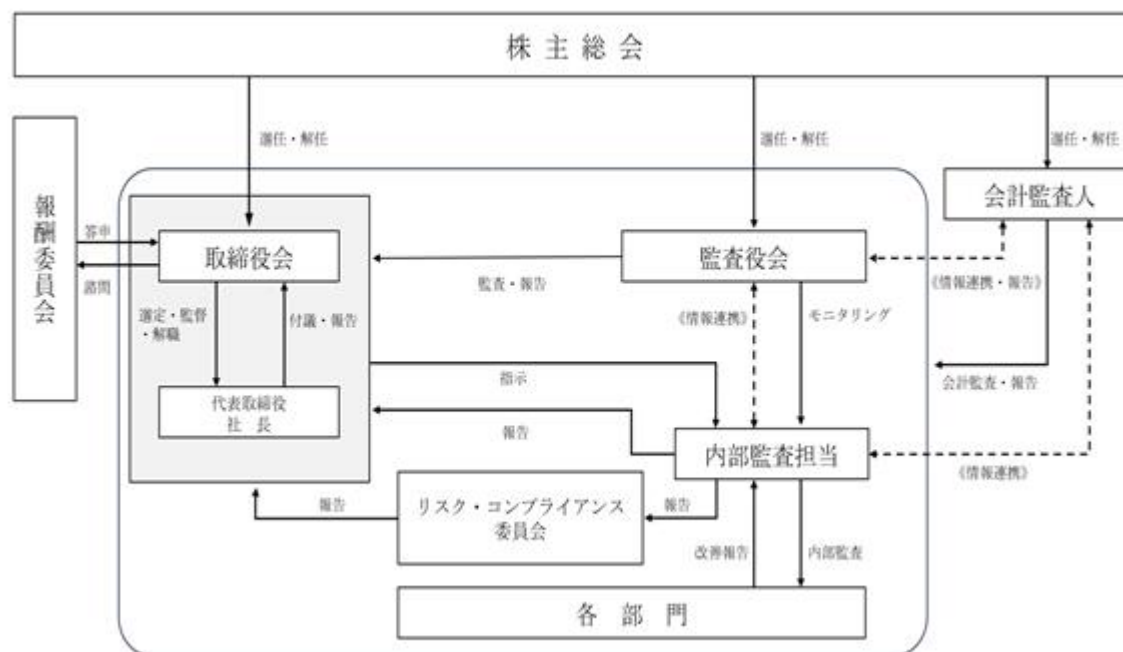 株主総会
選任・解任
選任・解任
選任・解任
報酬委員会
答申
諮問
取締役会
監査役会
会計監査人
監査・報告
《情報連携・報告》
選定・監督
・解職
付議・報告
《情報連携》
モニタリング
指示
会計監査・報告
代表取締役
社長
報告
内部監査担当
《情報連携》
リスク・コンプライアンス
委員会
報告
報告
改善報告
内部監査
各部門